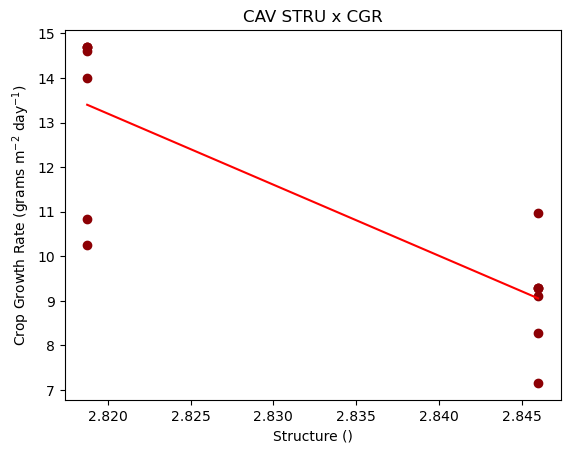 CAV STRU x CGR
Crop Growth Rate (grams m⁻² day⁻¹)
15
14
13
12
11
10
9
8
7
2.820 2.825 2.830 2.835 2.840 2.845
Structure ()